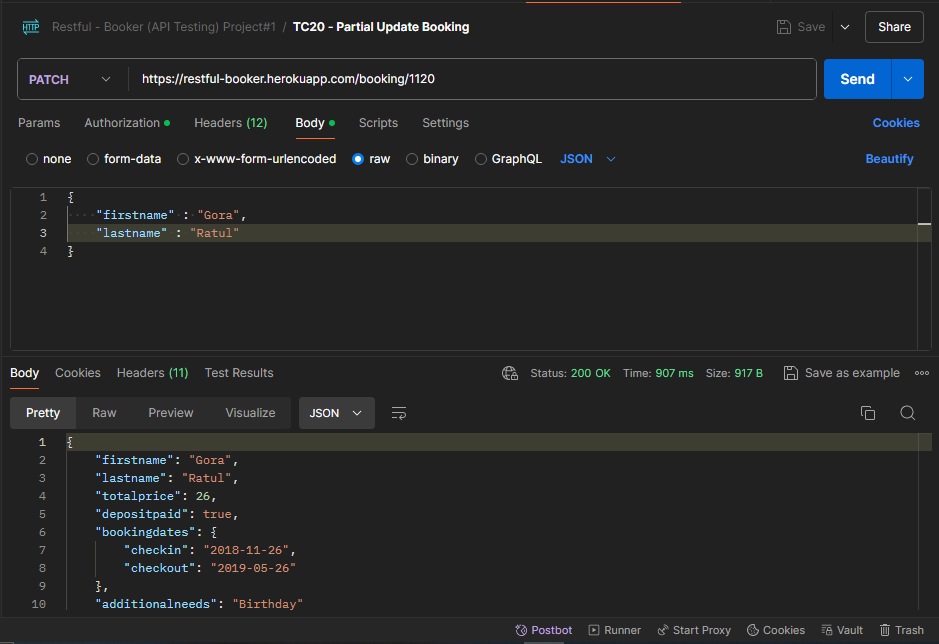 HTTP Restful - Booker (API Testing) Project#1 / TC20 - Partial Update Booking Save Share
PATCH https://restful-booker.herokuapp.com/booking/1120 Send
Params Authorization Headers (12) Body Scripts Settings Cookies
none form-data x-www-form-urlencoded raw binary GraphQL JSON Beautify
1 {
2 "firstname" : "Gora",
3 "lastname" : "Ratul"
4 }
Body Cookies Headers (11) Test Results Status: 200 OK Time: 907 ms Size: 917 B Save as example
Pretty Raw Preview Visualize JSON
1 {
2 "firstname": "Gora",
3 "lastname": "Ratul",
4 "totalprice": 26,
5 "depositpaid": true,
6 "bookingdates": {
7 "checkin": "2018-11-26",
8 "checkout": "2019-05-26"
9 },
10 "additionalneeds": "Birthday"
Postbot Runner Start Proxy Cookies Vault Trash